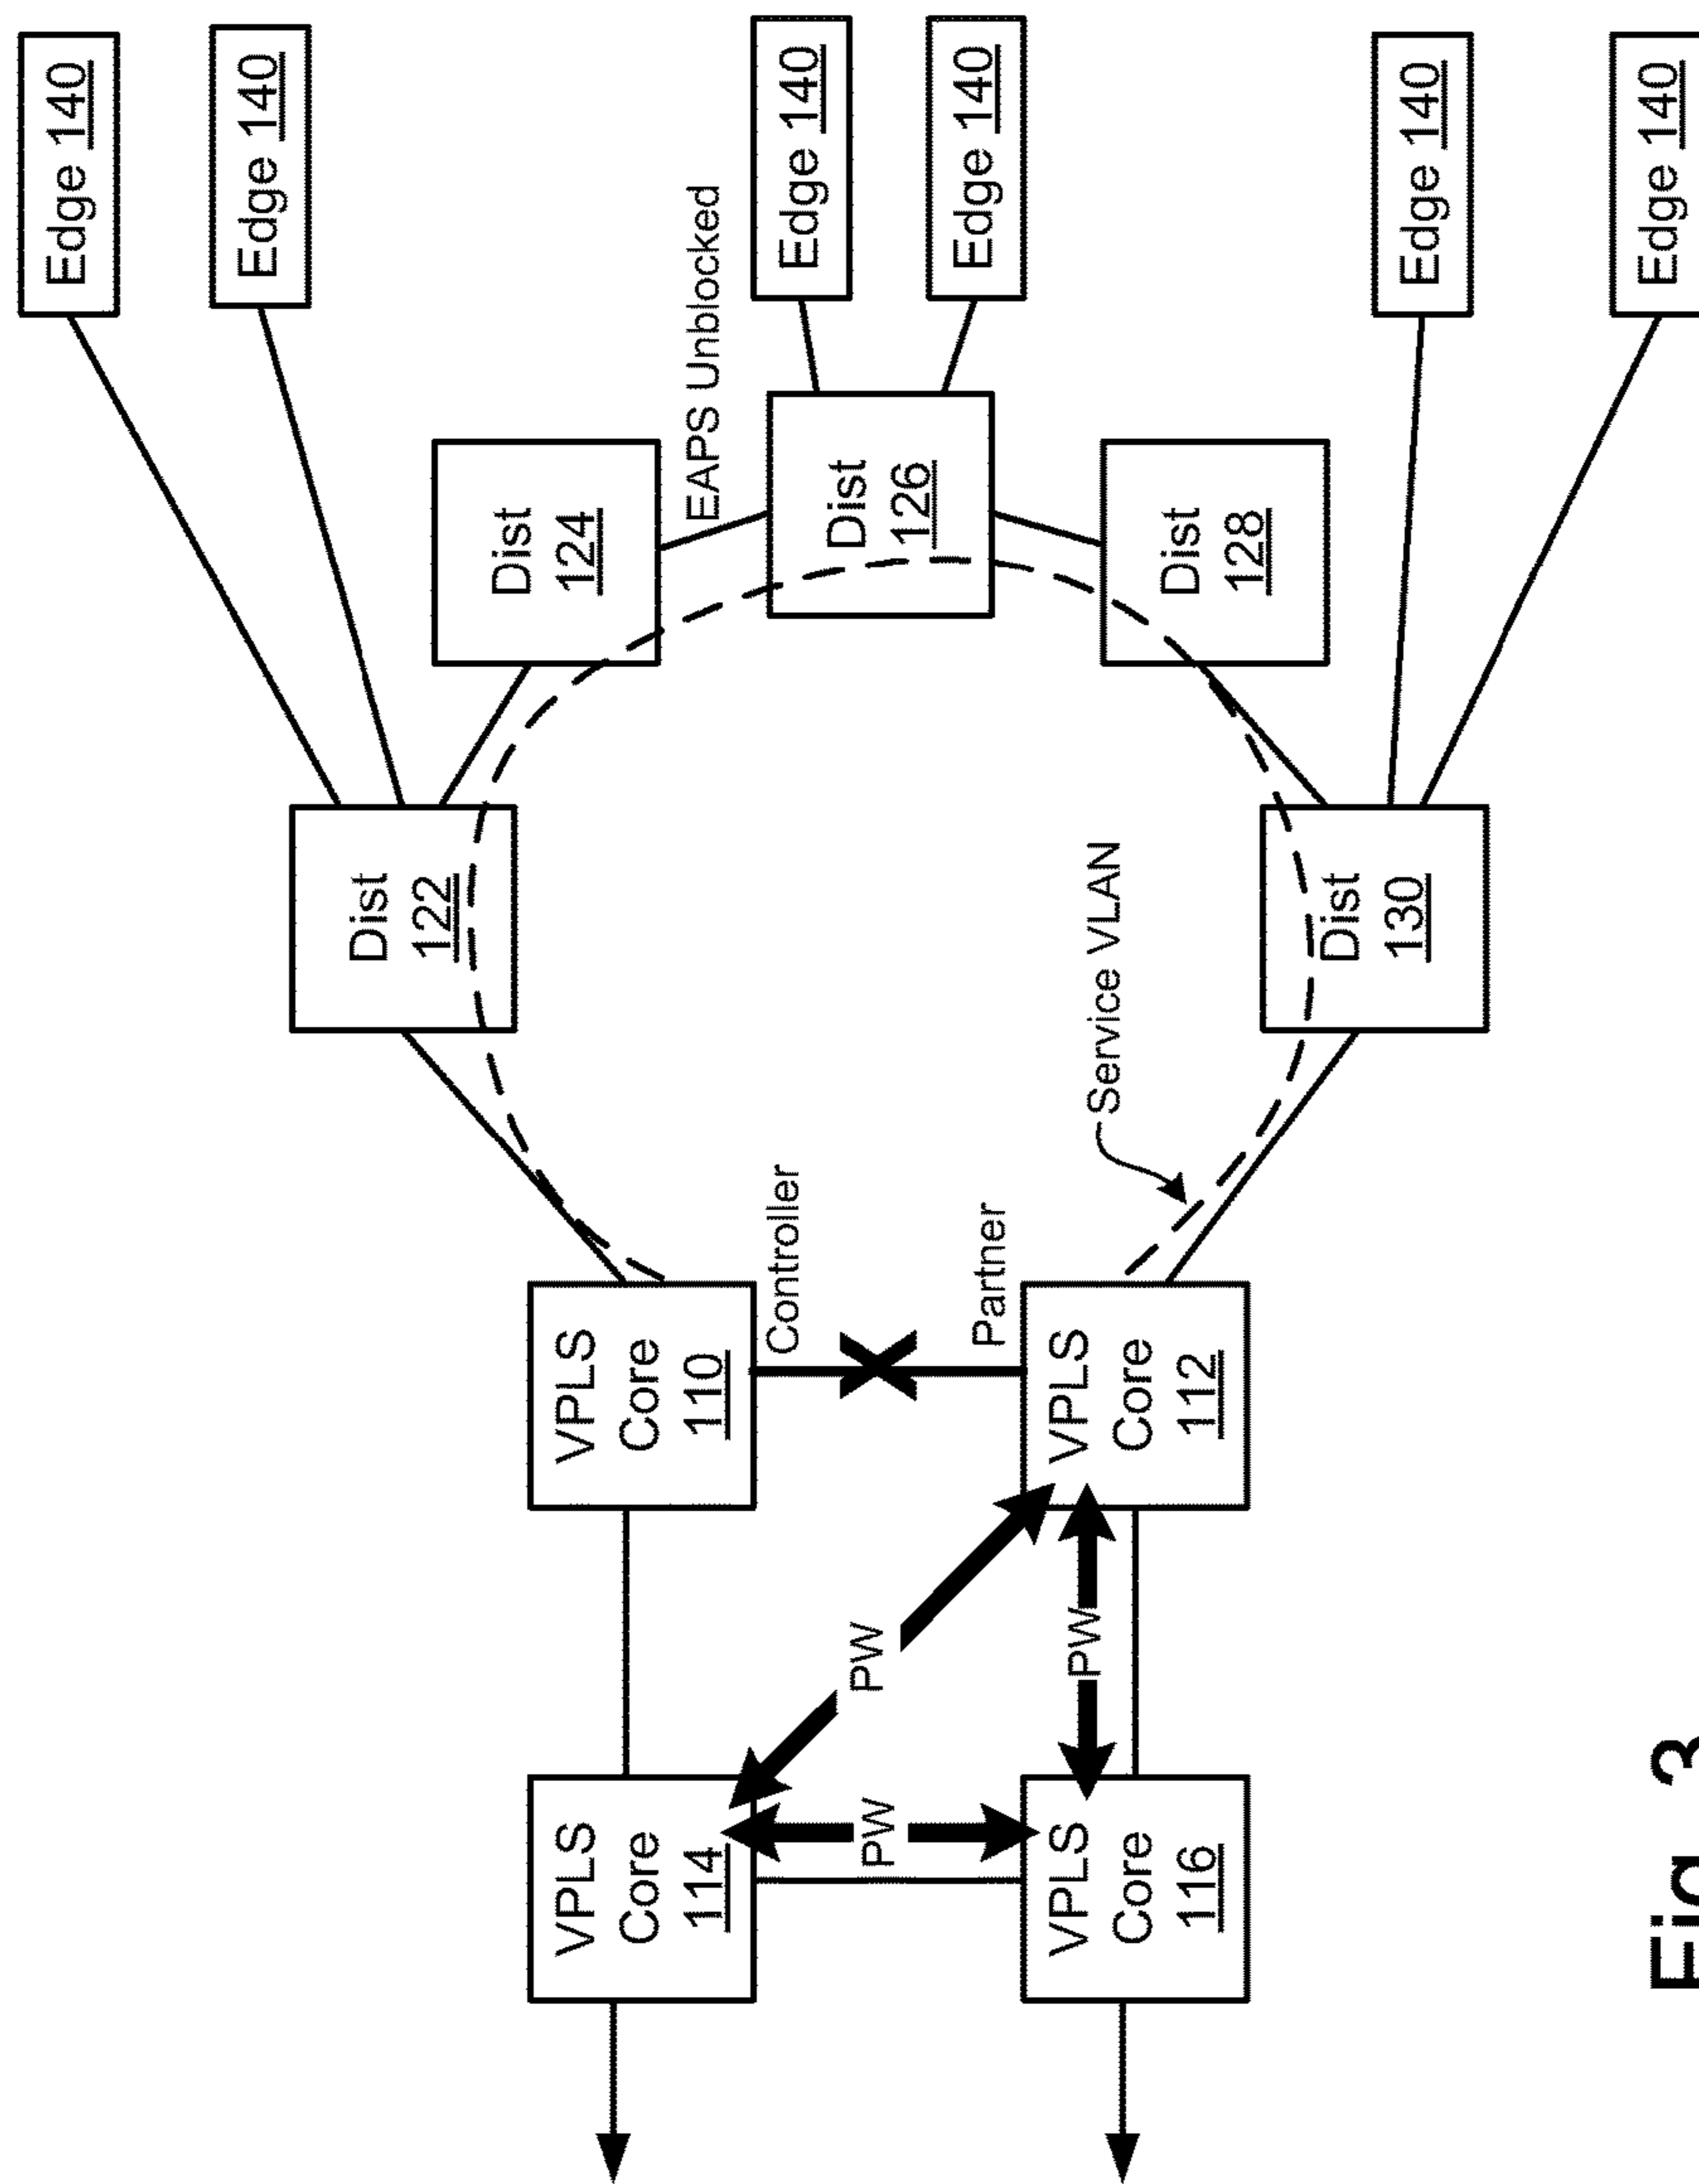 Edge 140
Edge 140
Edge 140
Edge 140
Edge 140
Edge 140
EAPS Unblocked
Dist
124
Dist
126
Dist
128
Dist
122
Dist
130
Service VLAN
Controller
Partner
VPLS
Core
110
VPLS
Core
112
PW
PW
PW
VPLS
Core
114
VPLS
Core
116
Fig. 3